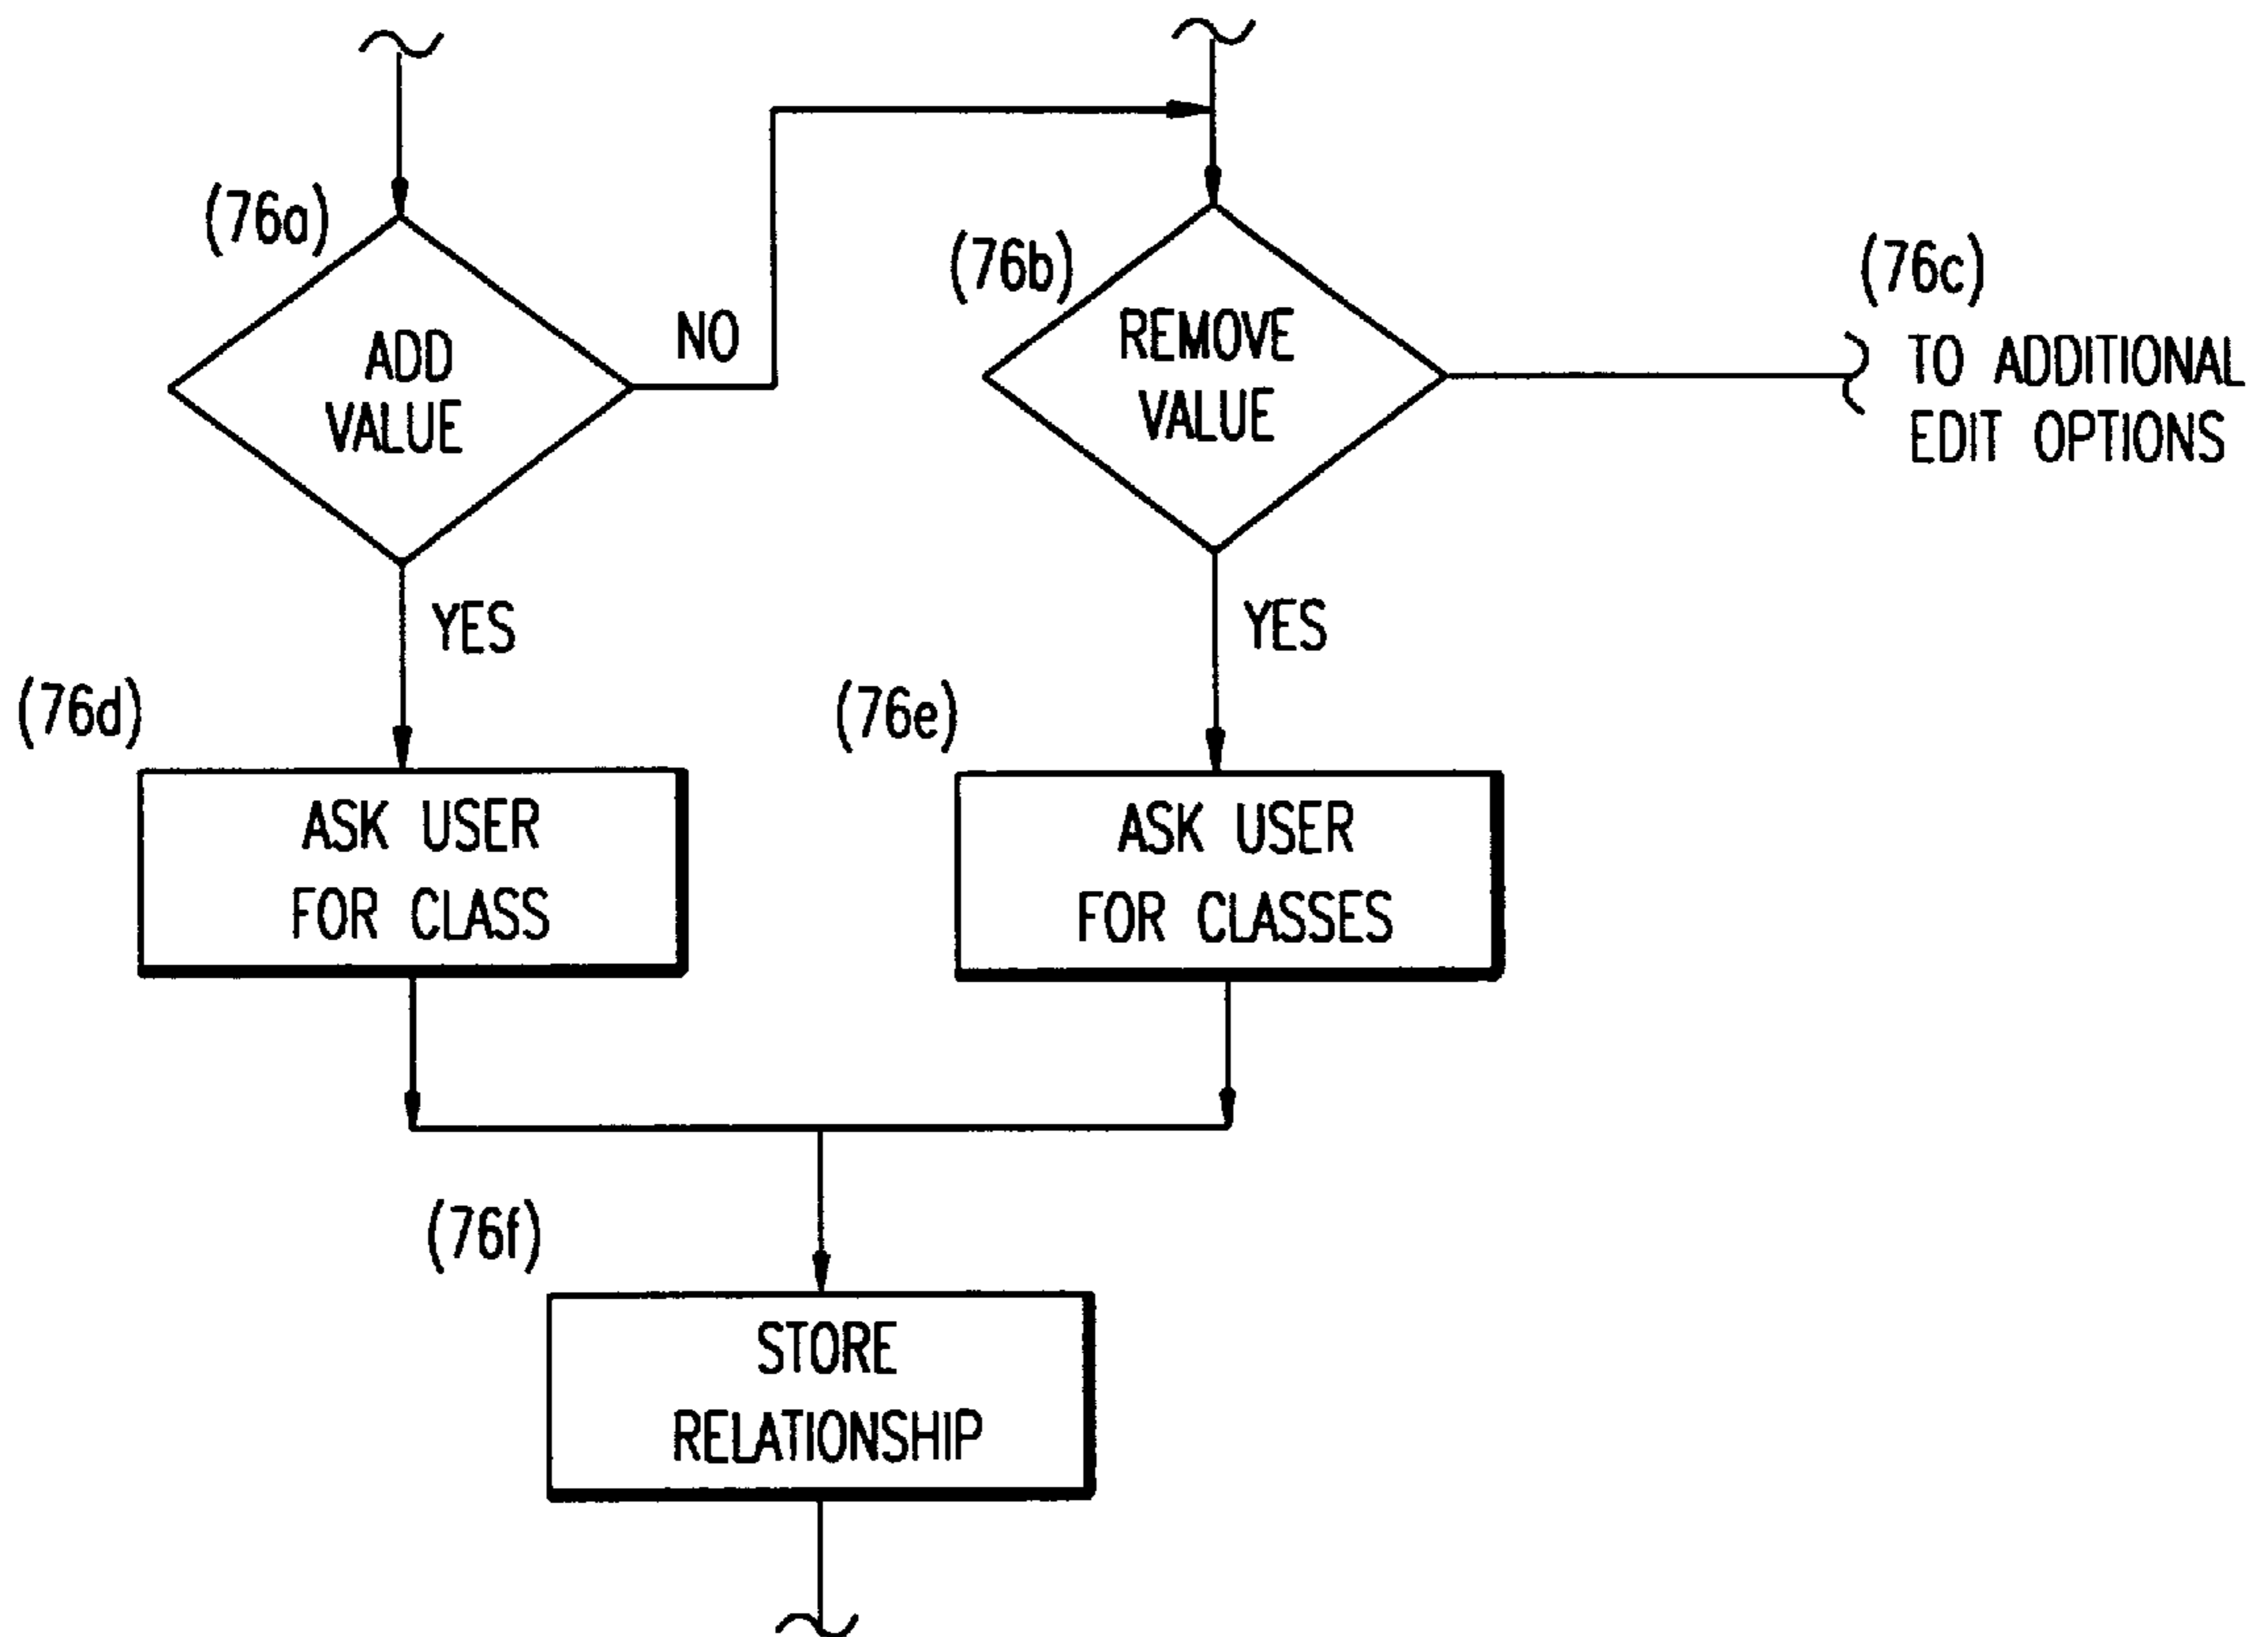 (76a)
ADD
VALUE
NO
YES
(76b)
REMOVE
VALUE
YES
(76c)
TO ADDITIONAL
EDIT OPTIONS
(76d)
ASK USER
FOR CLASS
(76e)
ASK USER
FOR CLASSES
(76f)
STORE
RELATIONSHIP